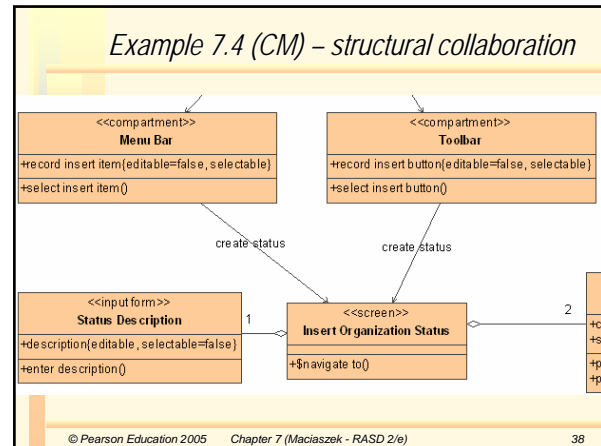 Example 7.4 (CM) – structural collaboration
<<compartment>>
Menu Bar
+record insert item{editable=false, selectable}
+select insert item()
<<compartment>>
Toolbar
+record insert button{editable=false, selectable}
+select insert button()
create status
create status
<<input form>>
Status Description
+description{editable, selectable=false}
+enter description()
1
<<screen>>
Insert Organization Status
+$navigate to()
2
© Pearson Education 2005 Chapter 7 (Maciaszek - RASD 2/e) 38